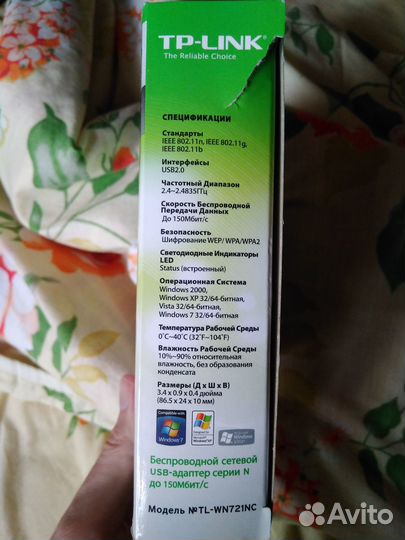 TP-LINK
The Reliable Choice
СПЕЦИФИКАЦИИ
Стандарты
IEEE 802.11n, IEEE 802.11g,
IEEE 802.11b
Интерфейсы
USB2.0
Частотный Диапазон
2.4~2.4835ГГц
Скорость Беспроводной
Передачи Данных
До 150Мбит/с
Безопасность
Шифрование WEP/ WPA/WPA2
Светодиодные Индикаторы
LED
Status (встроенный)
Операционная Система
Windows 2000,
Windows XP 32/64-битная,
Vista 32/64-битная,
Windows 7 32/64-битная
Температура Рабочей Среды
0˚C~40˚C (32˚F~104˚F)
Влажность Рабочей Среды
10%~90% относительная
влажность, без образования
конденсата
Размеры (Д x Ш x В)
3.4 x 0.9 x 0.4 дюйма
(86.5 x 24 x 10 мм)
Compatible with
Windows 7
Беспроводной сетевой
USB-адаптер серии N
до 150Мбит/с
Модель №TL-WN721NC
Avito